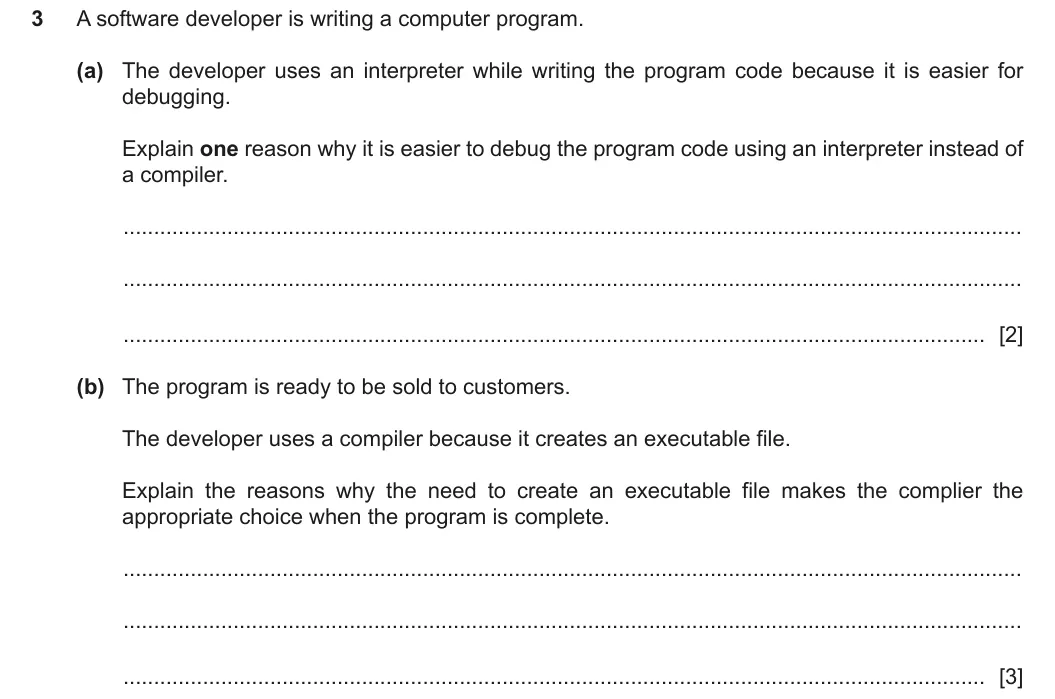 3 A software developer is writing a computer program.
(a) The developer uses an interpreter while writing the program code because it is easier for
debugging.
Explain one reason why it is easier to debug the program code using an interpreter instead of
a compiler.
..........................................................................................................................................................
..........................................................................................................................................................
.................................................................................................................................................... [2]
(b) The program is ready to be sold to customers.
The developer uses a compiler because it creates an executable file.
Explain the reasons why the need to create an executable file makes the complier the
appropriate choice when the program is complete.
..........................................................................................................................................................
..........................................................................................................................................................
.................................................................................................................................................... [3]